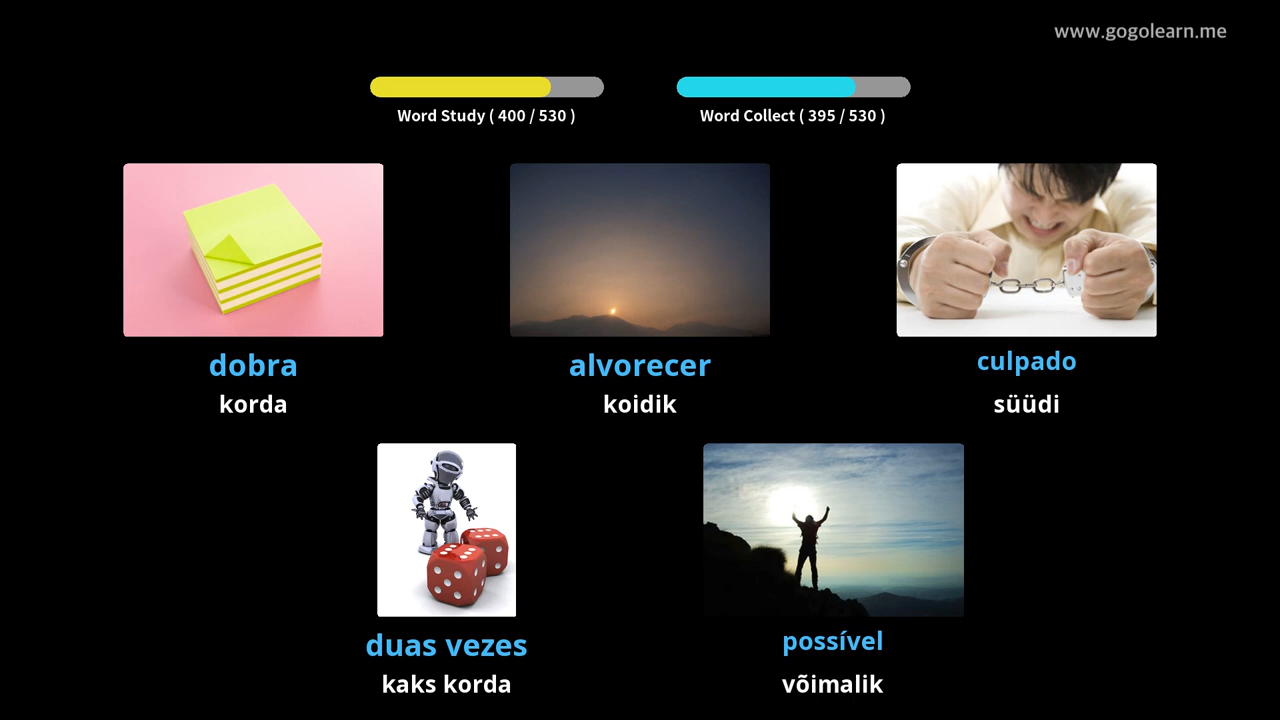 www.gogolearn.me
Word Study ( 400 / 530 )
Word Collect ( 395 / 530 )
dobra
korda
alvorecer
koidik
culpado
süüdi
duas vezes
kaks korda
possível
võimalik